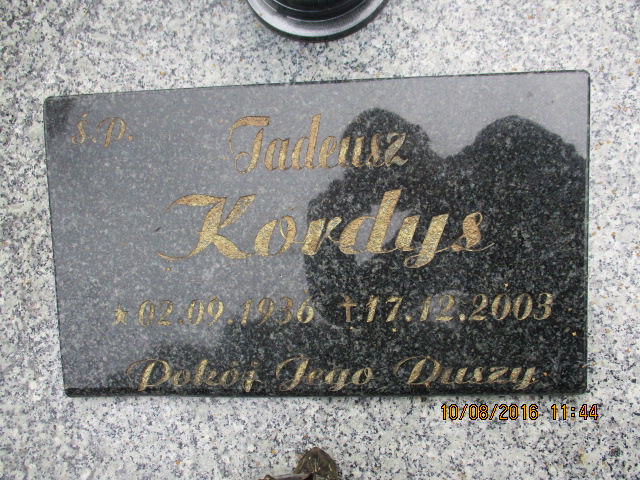 Ś.P.
Tadeusz
Kordys
* 02.09.1936 † 17.12.2003
Pokój Jego Duszy
10/08/2016 11:44